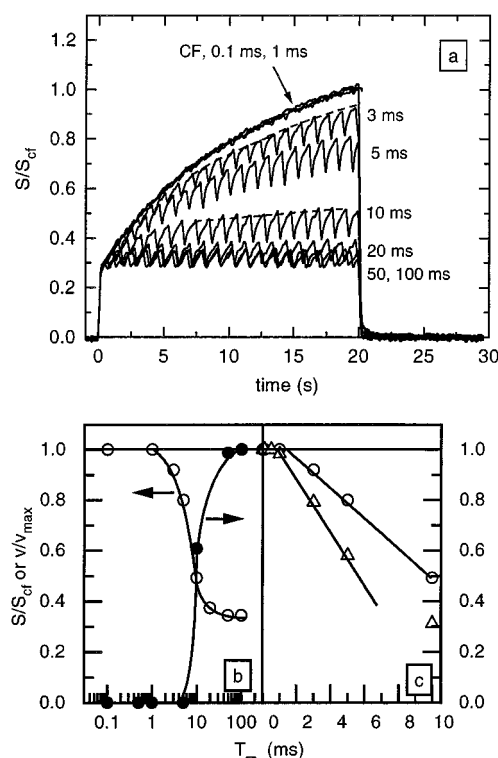 1.2
a
CF, 0.1 ms, 1 ms
1.0
3 ms
0.8
5 ms
S/Scf
0.6
10 ms
0.4
20 ms
50, 100 ms
0.2
0.0
0 5 10 15 20 25 30
time (s)
1.0 1.0
0.8 0.8
0.6 0.6
0.4 0.4
0.2 0.2
0.0 0.0
S/Scf or v/vmax
b c
0.1 1 10 100 0 2 4 6 8 10
T_ (ms)